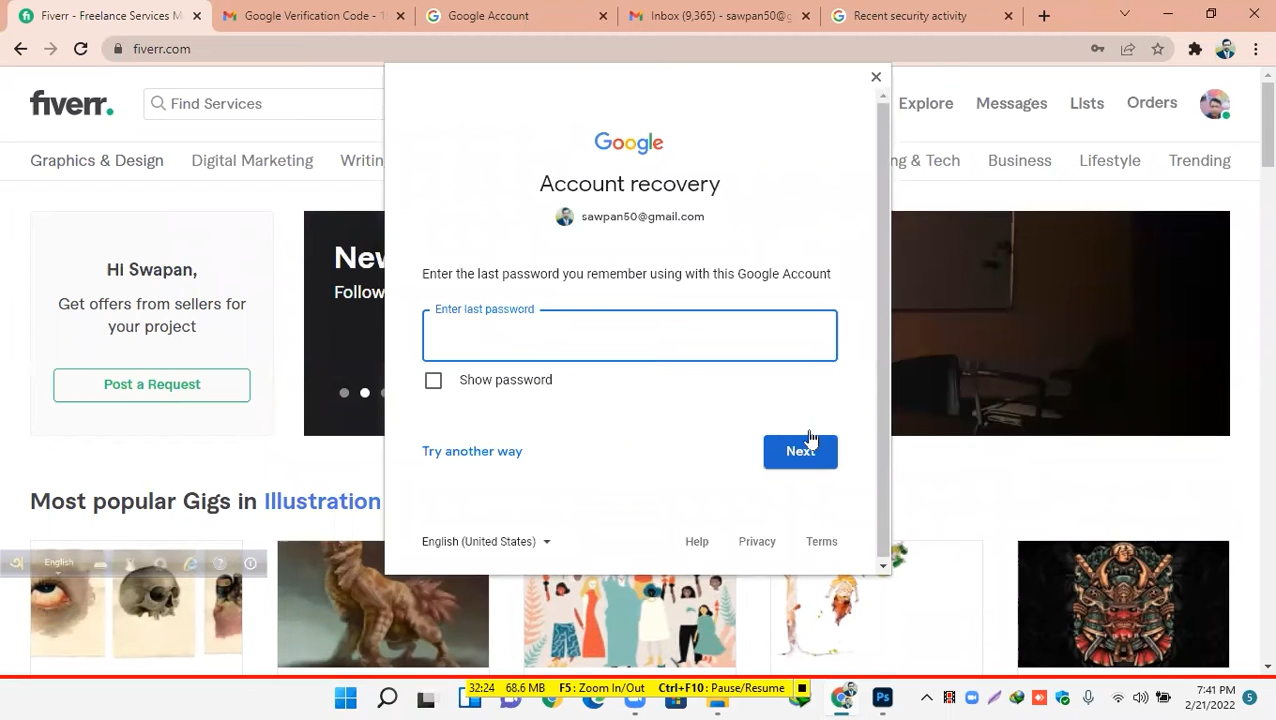 Fiverr - Freelance Services M
Google Verification Code - 1
Google Account
Inbox (9,365) - sawpan50@g
Recent security activity
fiverr.com
fiverr.
Find Services
Explore
Messages
Lists
Orders
Graphics & Design
Digital Marketing
Writin
g & Tech
Business
Lifestyle
Trending
Google
Account recovery
sawpan50@gmail.com
Enter the last password you remember using with this Google Account
Enter last password
Show password
Try another way
Next
English (United States)
Help
Privacy
Terms
Hi Swapan,
Get offers from sellers for
your project
Post a Request
New
Follow
Most popular Gigs in Illustration
English
32:24
68.6 MB
F5: Zoom In/Out
Ctrl+F10: Pause/Resume
Ps
7:41 PM
2/21/2022
5